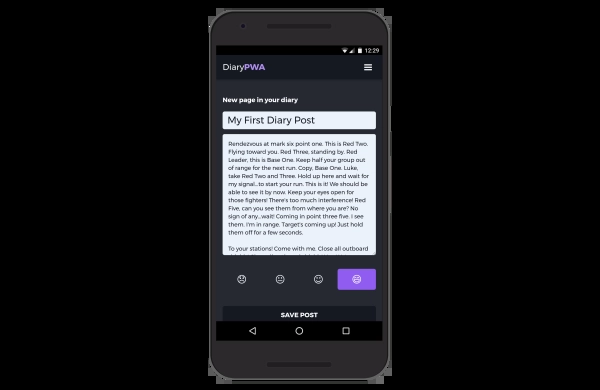 12:29
DiaryPWA
New page in your diary
My First Diary Post
Rendezvous at mark six point one. This is Red Two.
Flying toward you. Red Three, standing by. Red
Leader, this is Base One. Keep half your group out
of range for the next run. Copy, Base One. Luke,
take Red Two and Three. Hold up here and wait for
my signal...to start your run. This is it! We should be
able to see it by now. Keep your eyes open for
those fighters! There's too much interference! Red
Five, can you see them from where you are? No
sign of any...wait! Coming in point three five. I see
them. I'm in range. Target's coming up! Just hold
them off for a few seconds.
To your stations! Come with me. Close all outboard
SAVE POST